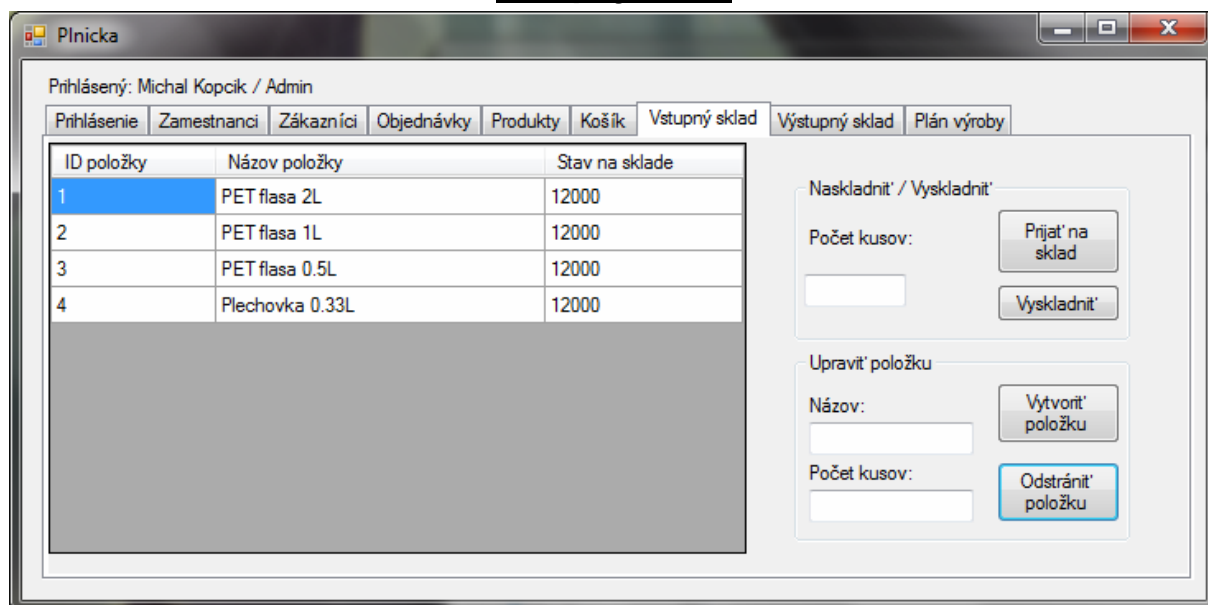 Plnicka
Prihlásený: Michal Kopcik / Admin
Prihlásenie Zamestnanci Zákazníci Objednávky Produkty Košík Vstupný sklad Výstupný sklad Plán výroby
ID položky Názov položky Stav na sklade
1 PET flasa 2L 12000
2 PET flasa 1L 12000
3 PET flasa 0.5L 12000
4 Plechovka 0.33L 12000
Naskladniť / Vyskladniť
Počet kusov:
Prijať na
sklad
Vyskladniť
Upraviť položku
Názov:
Vytvoriť
položku
Počet kusov:
Odstrániť
položku